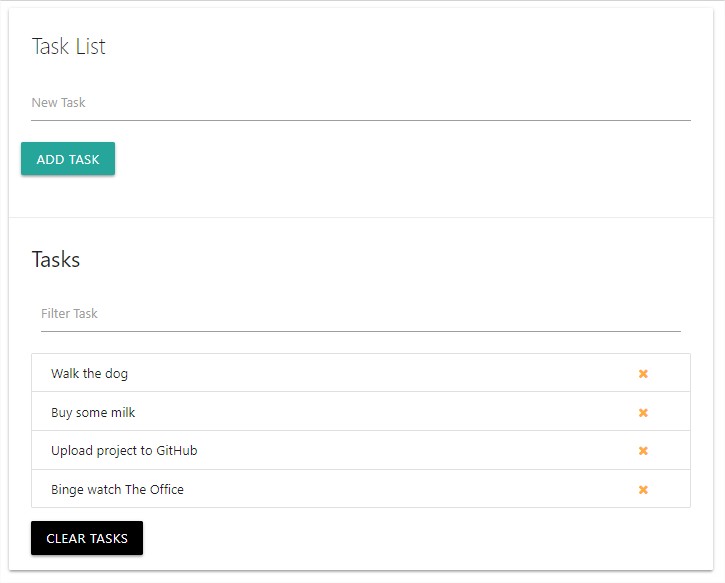 Task List
New Task
ADD TASK
Tasks
Filter Task
Walk the dog
Buy some milk
Upload project to GitHub
Binge watch The Office
CLEAR TASKS